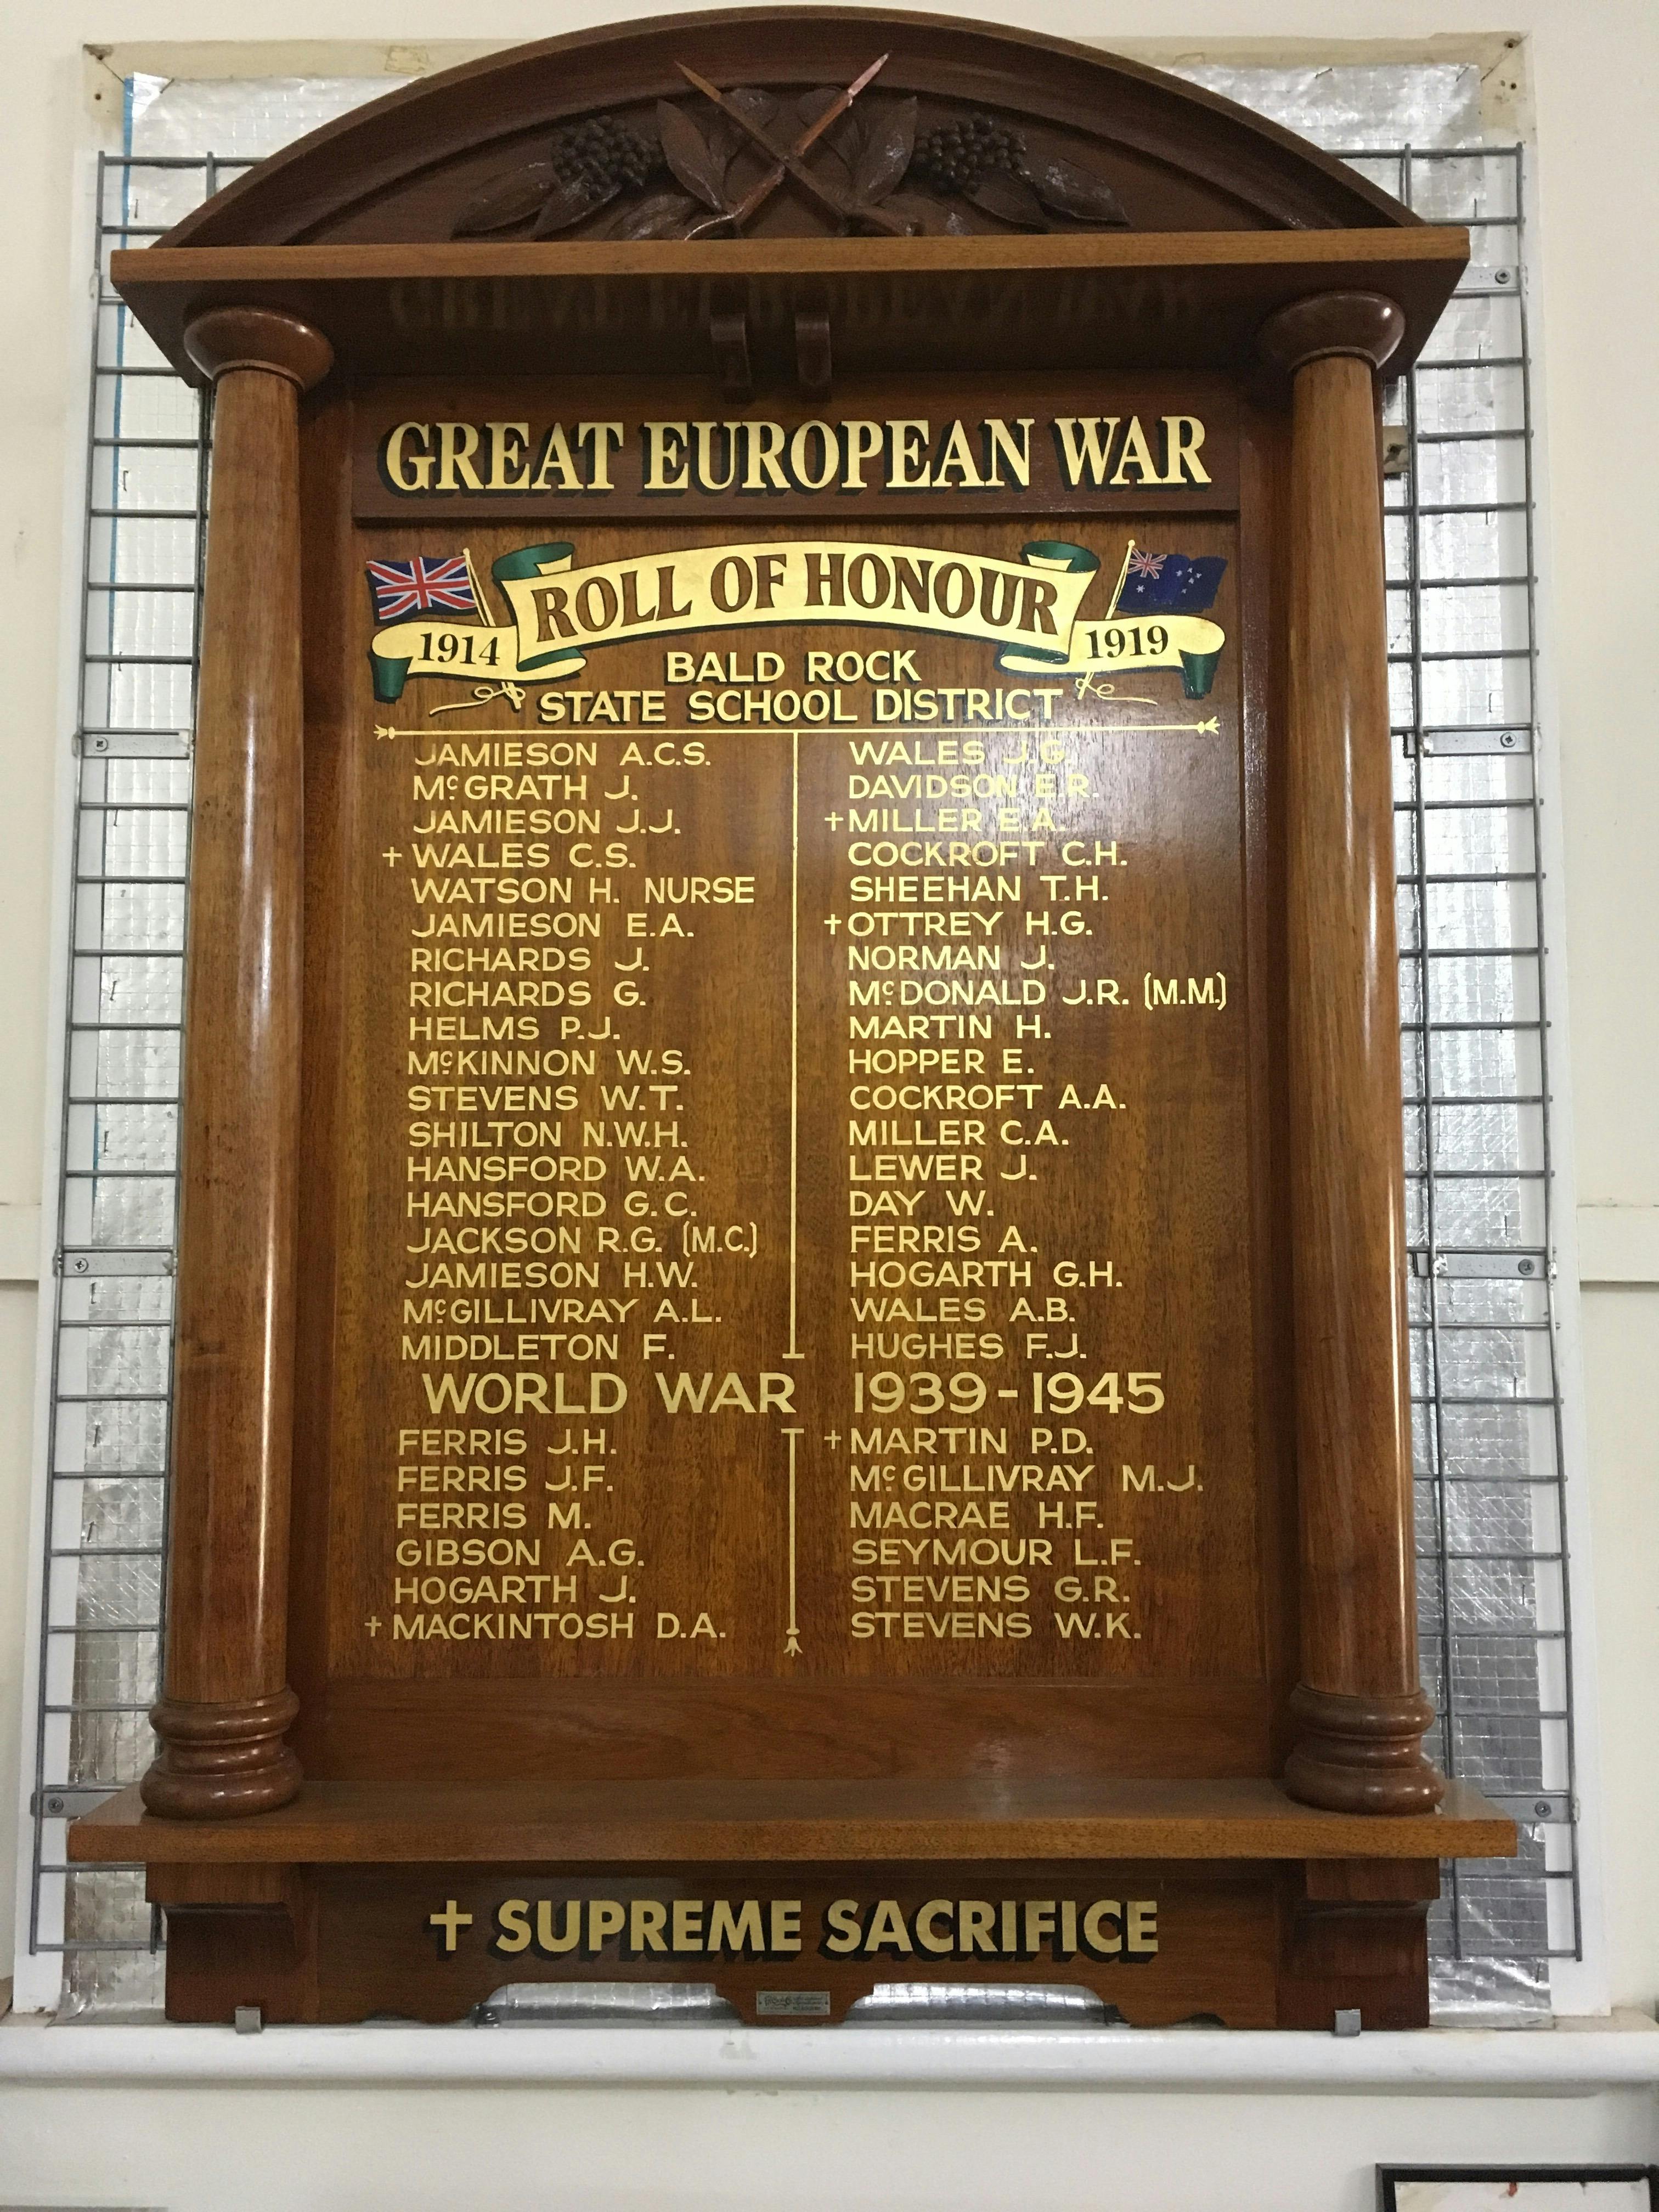 GREAT EUROPEAN WAR
ROLL OF HONOUR
1914 1919
BALD ROCK
STATE SCHOOL DISTRICT
JAMIESON A.C.S.
McGRATH J.
JAMIESON J.J.
† WALES C.S.
WATSON H. NURSE
JAMIESON E.A.
RICHARDS J.
RICHARDS G.
HELMS P.J.
McKINNON W.S.
STEVENS W.T.
SHILTON N.W.H.
HANSFORD W.A.
HANSFORD G.C.
JACKSON R.G. (M.C.)
JAMIESON H.W.
McGILLIVRAY A.L.
MIDDLETON F.
WALES J.G.
DAVIDSON E.R.
† MILLER E.A.
COCKROFT C.H.
SHEEHAN T.H.
† OTTREY H.G.
NORMAN J.
McDONALD J.R. (M.M.)
MARTIN H.
HOPPER E.
COCKROFT A.A.
MILLER C.A.
LEWER J.
DAY W.
FERRIS A.
HOGARTH G.H.
WALES A.B.
HUGHES F.J.
WORLD WAR 1939-1945
FERRIS J.H.
FERRIS J.F.
FERRIS M.
GIBSON A.G.
HOGARTH J.
† MACKINTOSH D.A.
† MARTIN P.D.
McGILLIVRAY M.J.
MACRAE H.F.
SEYMOUR L.F.
STEVENS G.R.
STEVENS W.K.
† SUPREME SACRIFICE